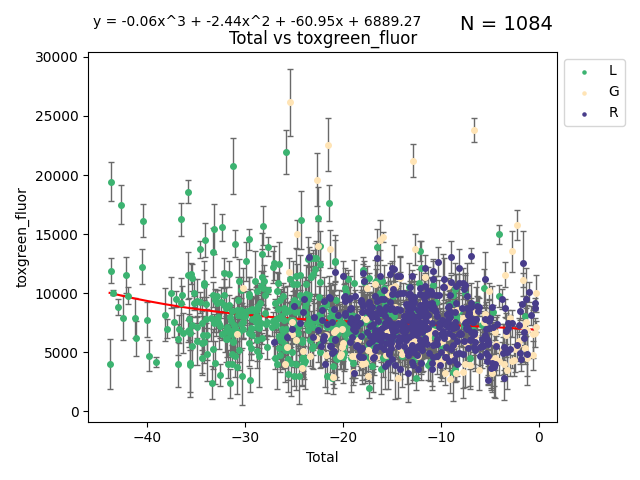 y = -0.06x^3 + -2.44x^2 + -60.95x + 6889.27
N = 1084
Total vs toxgreen_fluor
30000
25000
20000
15000
10000
5000
0
toxgreen_fluor
−40
−30
−20
−10
0
Total
L
G
R